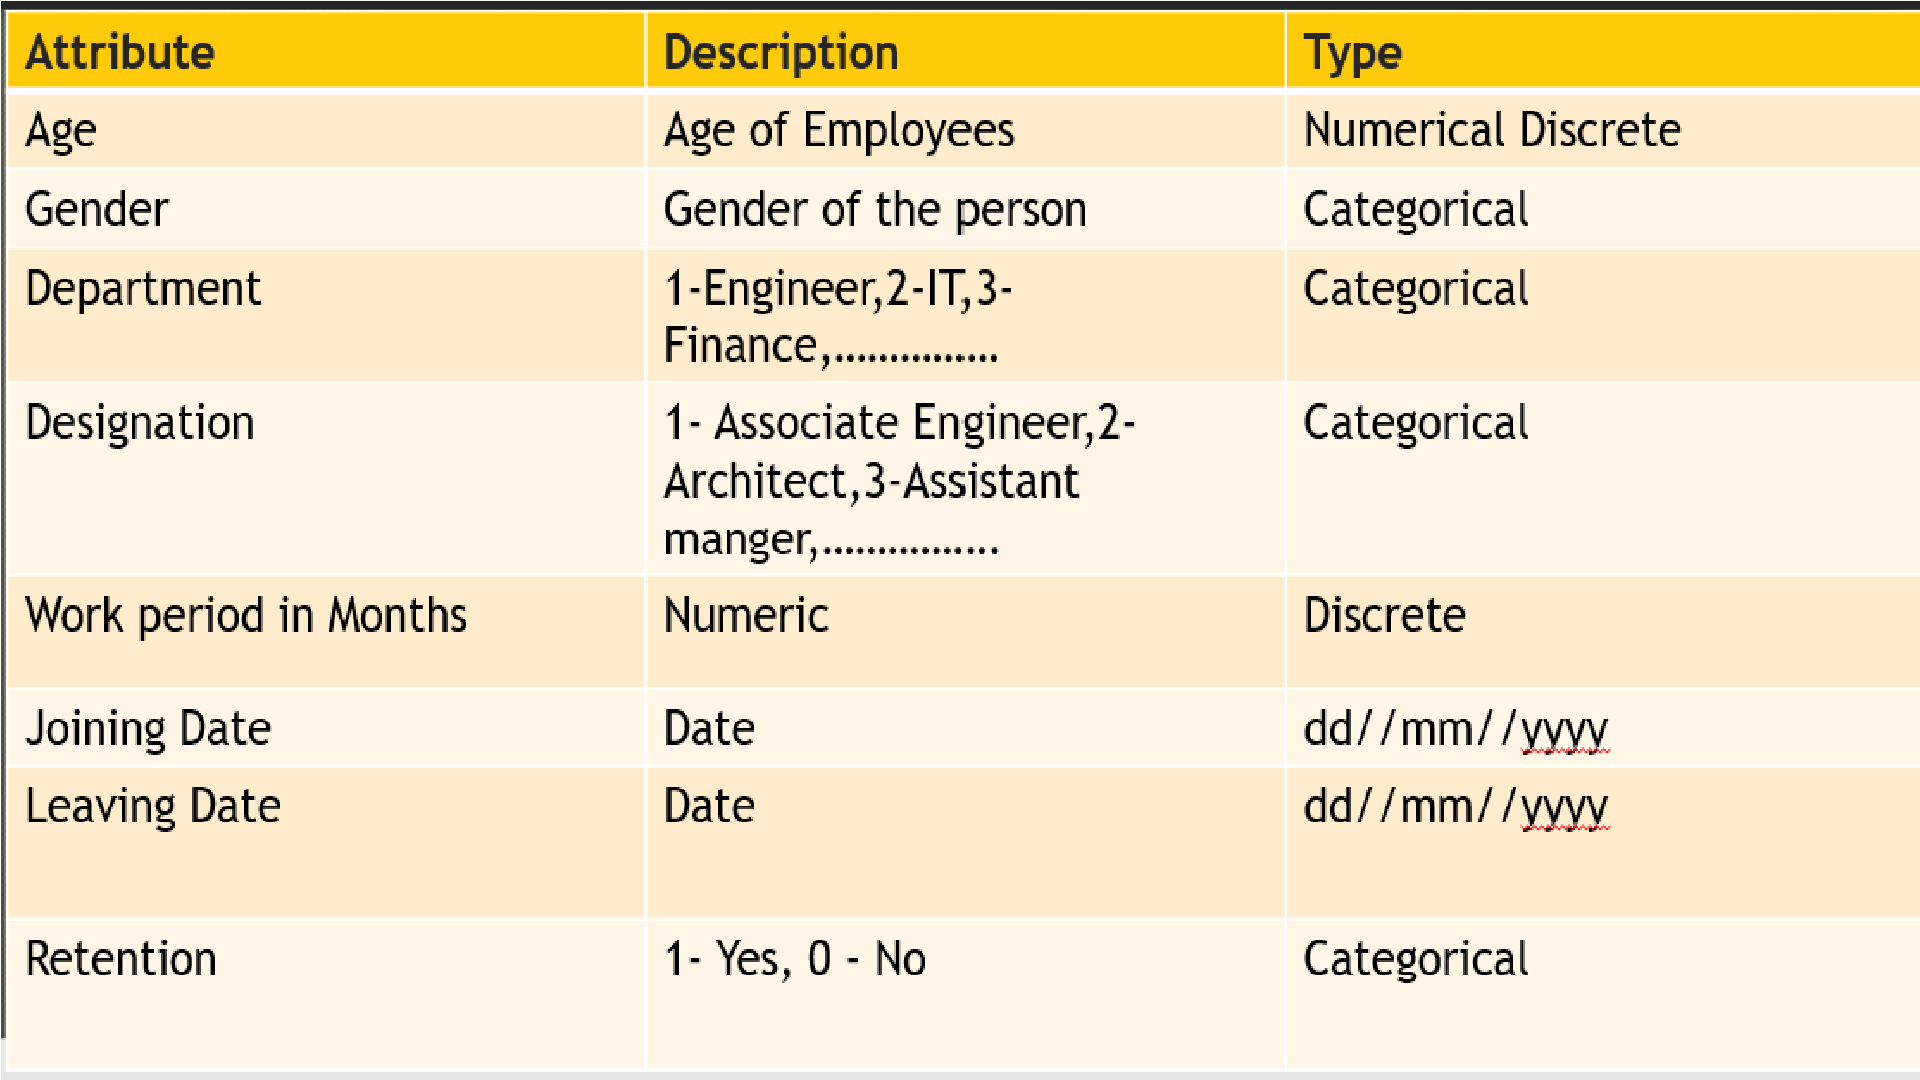 Attribute Description Type
Age Age of Employees Numerical Discrete
Gender Gender of the person Categorical
Department 1-Engineer,2-IT,3- Categorical
Finance,...............
Designation 1- Associate Engineer,2- Categorical
Architect,3-Assistant
manger,................
Work period in Months Numeric Discrete
Joining Date Date dd//mm//yyyy
Leaving Date Date dd//mm//yyyy
Retention 1- Yes, 0 - No Categorical